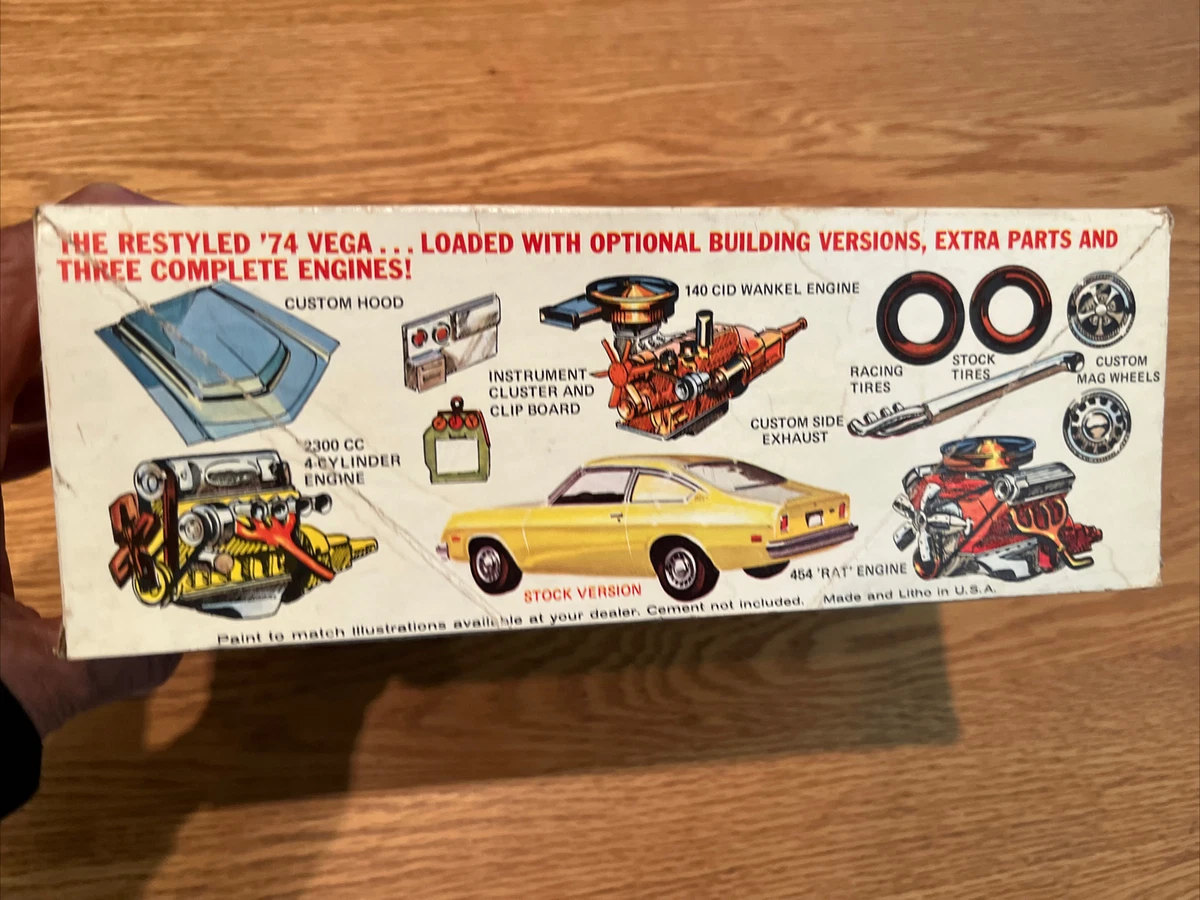 THE RESTYLED '74 VEGA... LOADED WITH OPTIONAL BUILDING VERSIONS, EXTRA PARTS AND
THREE COMPLETE ENGINES!
CUSTOM HOOD
140 CID WANKEL ENGINE
INSTRUMENT
CLUSTER AND
CLIP BOARD
RACING
TIRES
STOCK
TIRES
CUSTOM
MAG WHEELS
CUSTOM SIDE
EXHAUST
2300 CC
4-CYLINDER
ENGINE
STOCK VERSION
454 'RAT' ENGINE
Paint to match illustrations available at your dealer. Cement not included. Made and Litho in U.S.A.